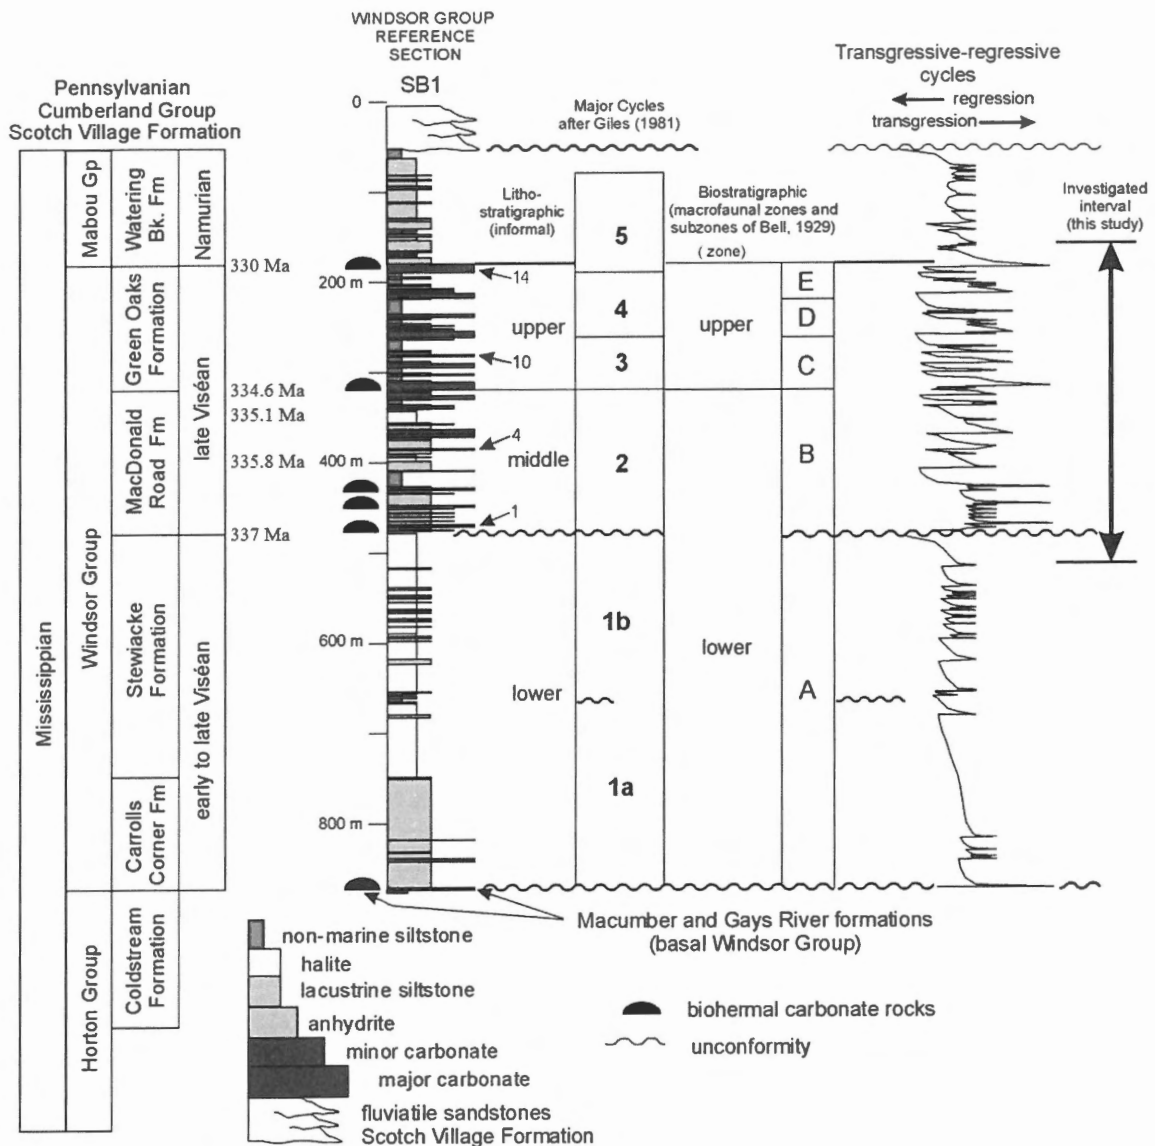 WINDSOR GROUP
REFERENCE
SECTION
SB1
Pennsylvanian
Cumberland Group
Scotch Village Formation
Major Cycles
after Giles (1981)
Transgressive-regressive
cycles
regression
transgression
Mississippian
Mabou Gp
Windsor Group
Horton Group
Watering
Bk. Fm
Green Oaks
Formation
MacDonald
Road Fm
Stewiacke
Formation
Carrolls
Corner Fm
Coldstream
Formation
Namurian
late Viséan
early to late Viséan
330 Ma
334.6 Ma
335.1 Ma
335.8 Ma
337 Ma
0
200 m
400 m
600 m
800 m
Litho-
stratigraphic
(informal)
14
upper
10
4
middle
1
lower
5
4
3
2
1b
1a
Biostratigraphic
(macrofaunal zones and
subzones of Bell, 1929)
( zone)
upper
lower
E
D
C
B
A
Investigated
interval
(this study)
Macumber and Gays River formations
(basal Windsor Group)
non-marine siltstone
halite
lacustrine siltstone
anhydrite
minor carbonate
major carbonate
fluviatile sandstones
Scotch Village Formation
biohermal carbonate rocks
unconformity